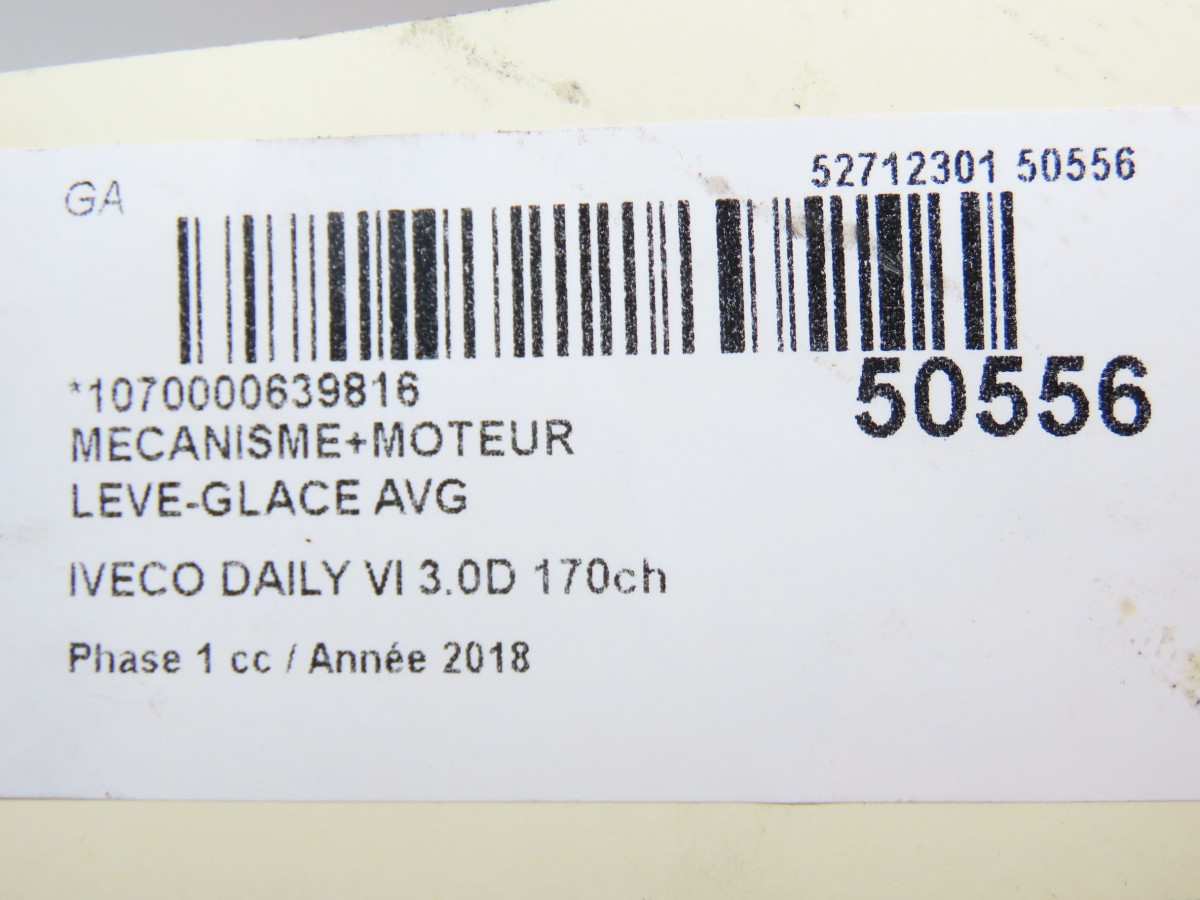 GA
52712301 50556
*1070000639816
50556
MECANISME+MOTEUR
LEVE-GLACE AVG
IVECO DAILY VI 3.0D 170ch
Phase 1 cc / Année 2018